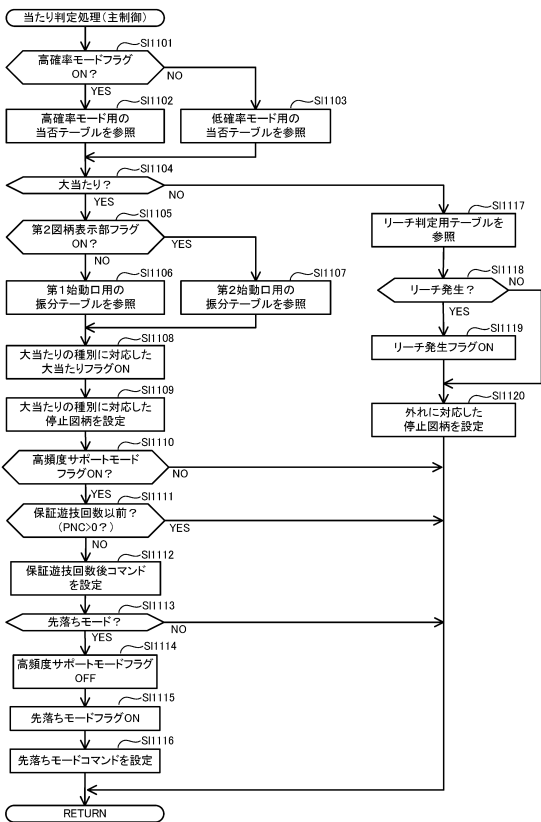 当たり判定処理(主制御)
SI1101
高確率モードフラグ
ON？
NO
YES
SI1102
高確率モード用の
当否テーブルを参照
SI1103
低確率モード用の
当否テーブルを参照
SI1104
大当たり？
NO
YES
SI1105
第2図柄表示部フラグ
ON？
YES
NO
SI1106
第1始動口用の
振分テーブルを参照
SI1107
第2始動口用の
振分テーブルを参照
SI1108
大当たりの種別に対応した
大当たりフラグON
SI1109
大当たりの種別に対応した
停止図柄を設定
SI1110
高頻度サポートモード
フラグON？
NO
YES
SI1111
保証遊技回数以前？
(PNC>0？)
YES
NO
SI1112
保証遊技回数後コマンド
を設定
SI1113
先落ちモード？
NO
YES
SI1114
高頻度サポートモードフラグ
OFF
SI1115
先落ちモードフラグON
SI1116
先落ちモードコマンドを設定
SI1117
リーチ判定用テーブルを
参照
SI1118
リーチ発生？
NO
YES
SI1119
リーチ発生フラグON
SI1120
外れに対応した
停止図柄を設定
RETURN